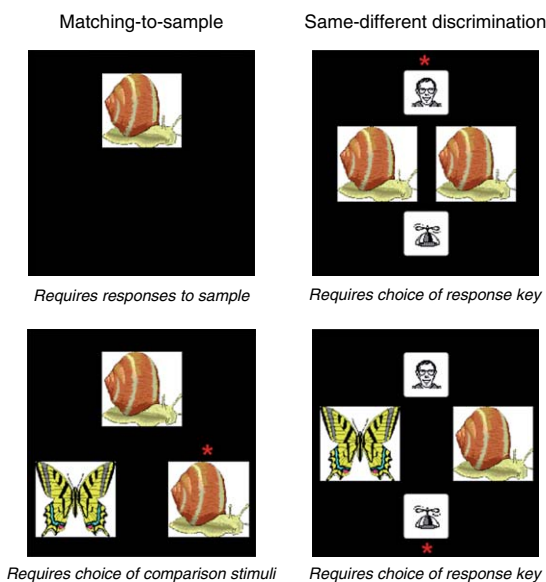 Matching-to-sample
Same-different discrimination
*
Requires responses to sample
Requires choice of response key
*
Requires choice of comparison stimuli
*
Requires choice of response key